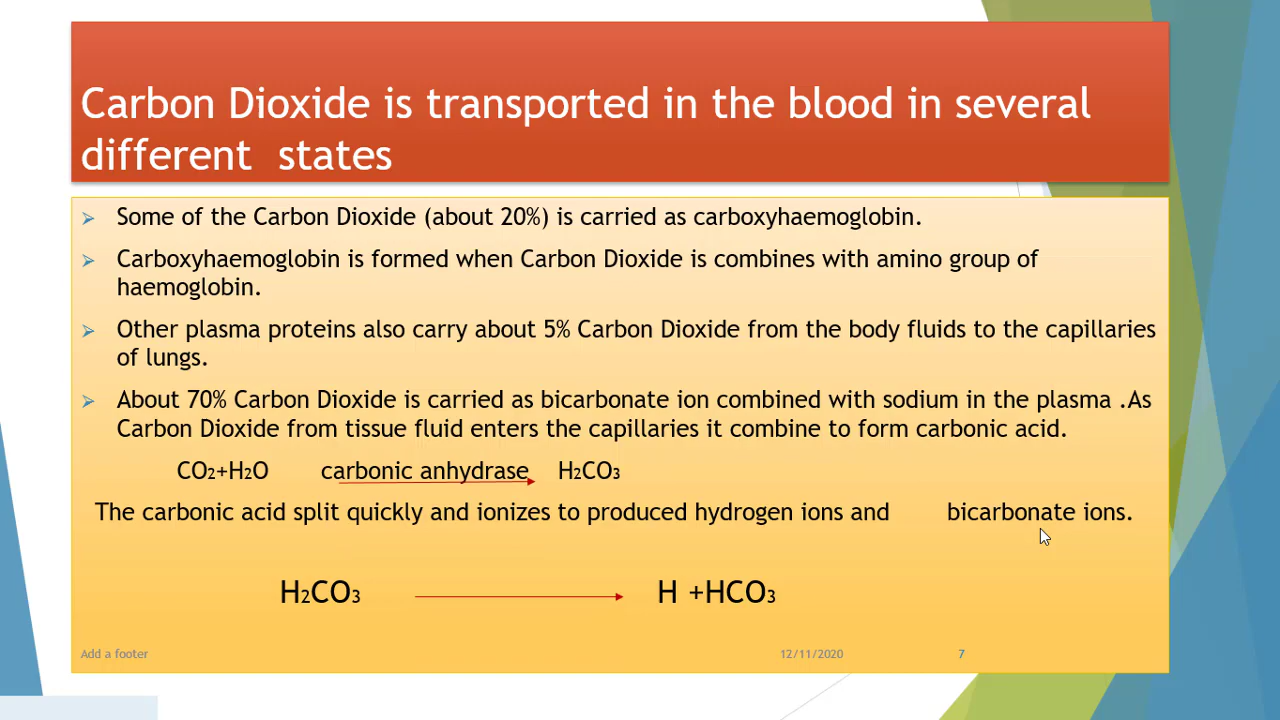 Carbon Dioxide is transported in the blood in several
different states
Some of the Carbon Dioxide (about 20%) is carried as carboxyhaemoglobin.
Carboxyhaemoglobin is formed when Carbon Dioxide is combines with amino group of
haemoglobin.
Other plasma proteins also carry about 5% Carbon Dioxide from the body fluids to the capillaries
of lungs.
About 70% Carbon Dioxide is carried as bicarbonate ion combined with sodium in the plasma .As
Carbon Dioxide from tissue fluid enters the capillaries it combine to form carbonic acid.
CO₂+H₂O carbonic anhydrase H₂CO₃
The carbonic acid split quickly and ionizes to produced hydrogen ions and bicarbonate ions.
H₂CO₃ H +HCO₃
Add a footer 12/11/2020 7